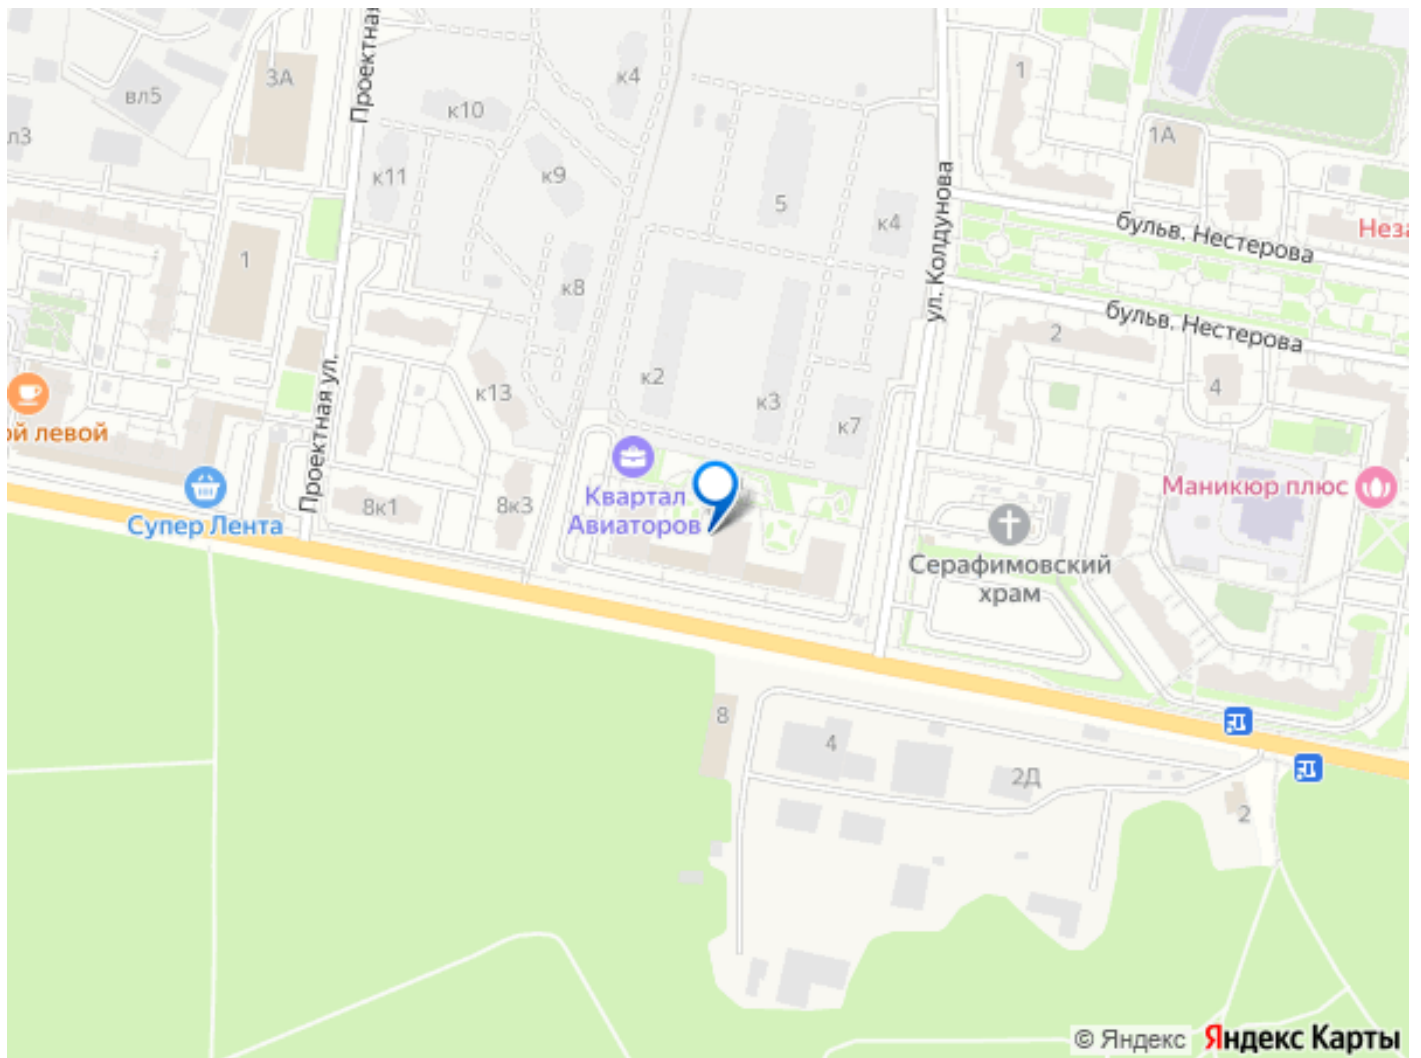 Проектная
вл5
3А
к4
к10
л3
к11
к9
5
к4
ул. Колдунова
1
1А
бульв. Нестерова
Неза
1
к8
бульв. Нестерова
2
4
Проектная ул.
к13
к2
к3
к7
ой левой
Супер Лента
8к1
8к3
Квартал
Авиаторов
Маникюр плюс
Серафимовский
храм
8
4
2Д
2
© Яндекс Яндекс Карты